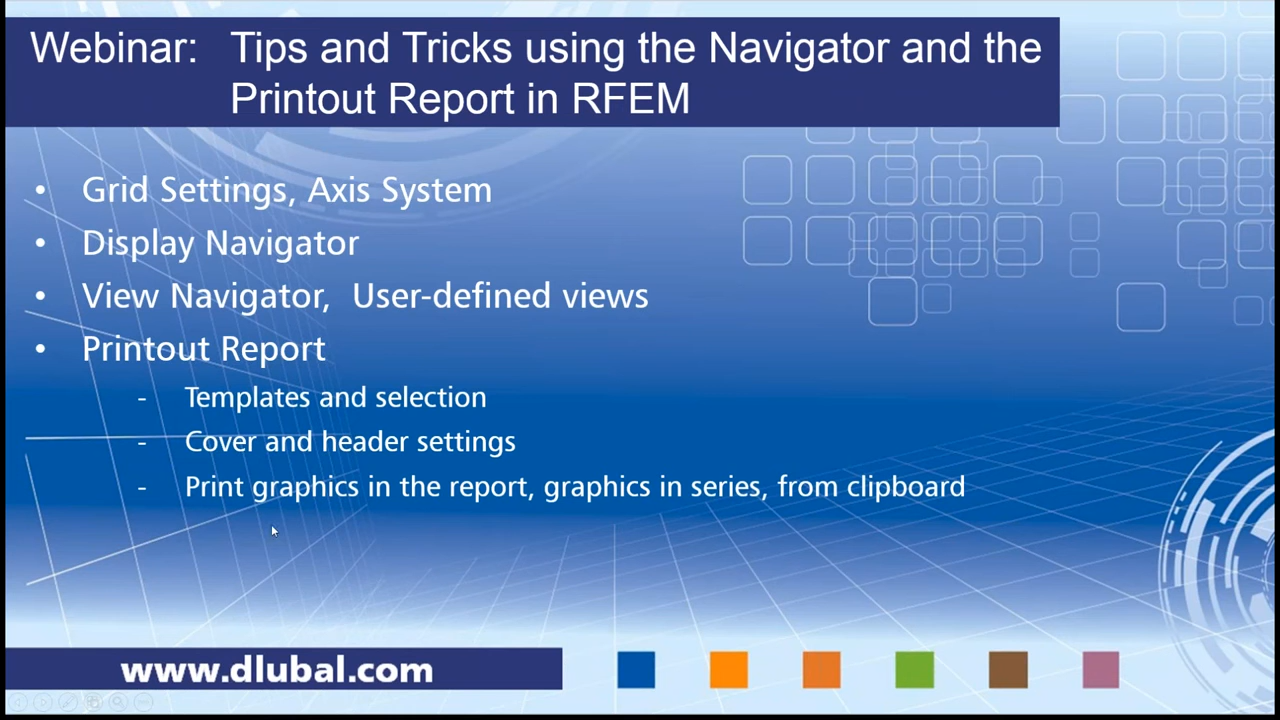 Webinar: Tips and Tricks using the Navigator and the
Printout Report in RFEM
• Grid Settings, Axis System
• Display Navigator
• View Navigator, User-defined views
• Printout Report
- Templates and selection
- Cover and header settings
- Print graphics in the report, graphics in series, from clipboard
www.dlubal.com